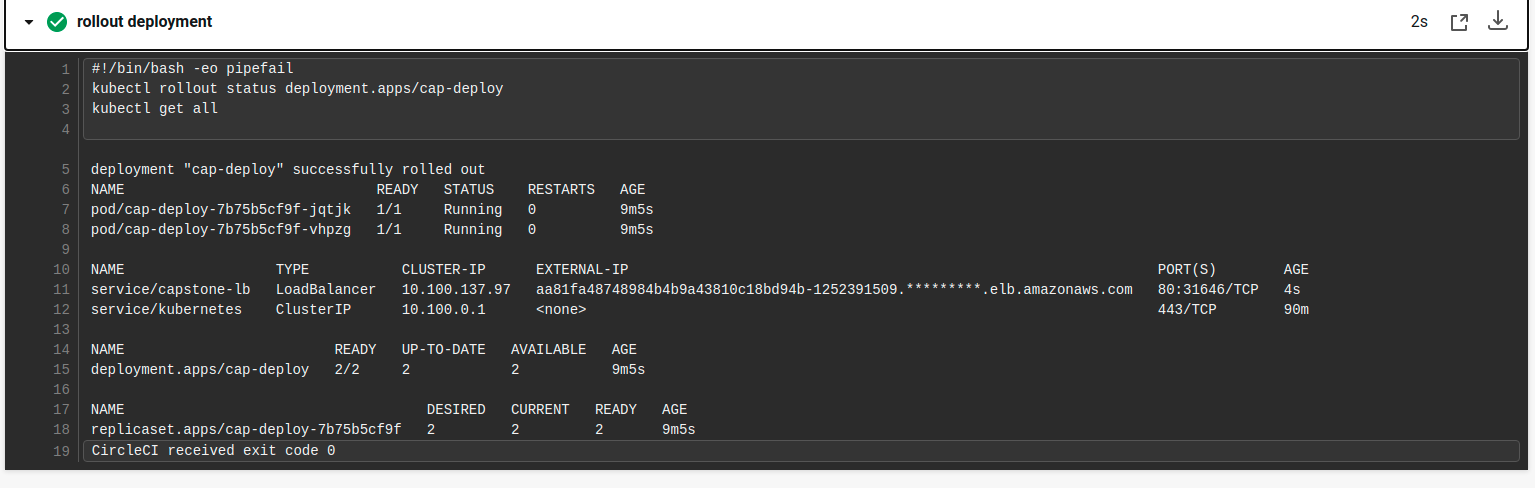 rollout deployment 2s
1 #!/bin/bash -eo pipefail
2 kubectl rollout status deployment.apps/cap-deploy
3 kubectl get all
4
5 deployment "cap-deploy" successfully rolled out
6 NAME READY STATUS RESTARTS AGE
7 pod/cap-deploy-7b75b5cf9f-jqtjk 1/1 Running 0 9m5s
8 pod/cap-deploy-7b75b5cf9f-vhpzg 1/1 Running 0 9m5s
9
10 NAME TYPE CLUSTER-IP EXTERNAL-IP PORT(S) AGE
11 service/capstone-lb LoadBalancer 10.100.137.97 aa81fa48748984b4b9a43810c18bd94b-1252391509.*********.elb.amazonaws.com 80:31646/TCP 4s
12 service/kubernetes ClusterIP 10.100.0.1 <none> 443/TCP 90m
13
14 NAME READY UP-TO-DATE AVAILABLE AGE
15 deployment.apps/cap-deploy 2/2 2 2 9m5s
16
17 NAME DESIRED CURRENT READY AGE
18 replicaset.apps/cap-deploy-7b75b5cf9f 2 2 2 9m5s
19 CircleCI received exit code 0